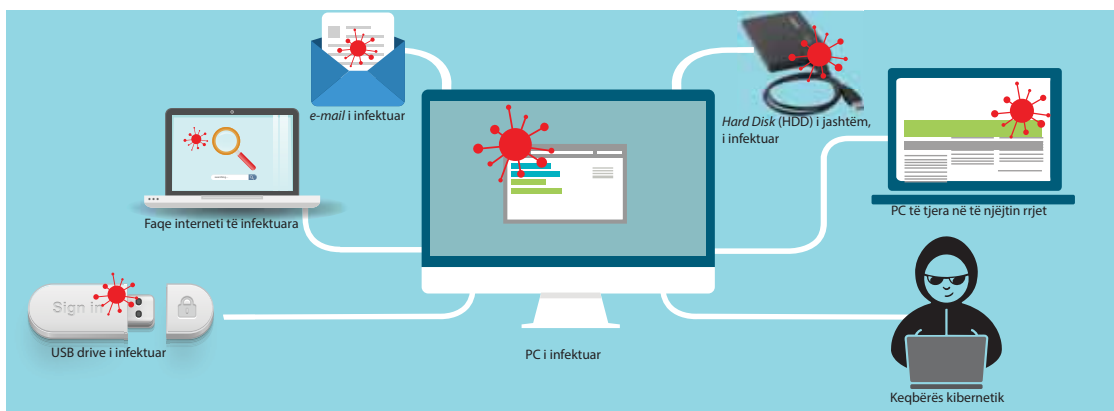 e-mail i infektuar
Hard Disk (HDD) i jashtëm,
i infektuar
Faqe interneti të infektuara
PC të tjera në të njëjtin rrjet
Sign in
USB drive i infektuar
PC i infektuar
Keqbërës kibernetik